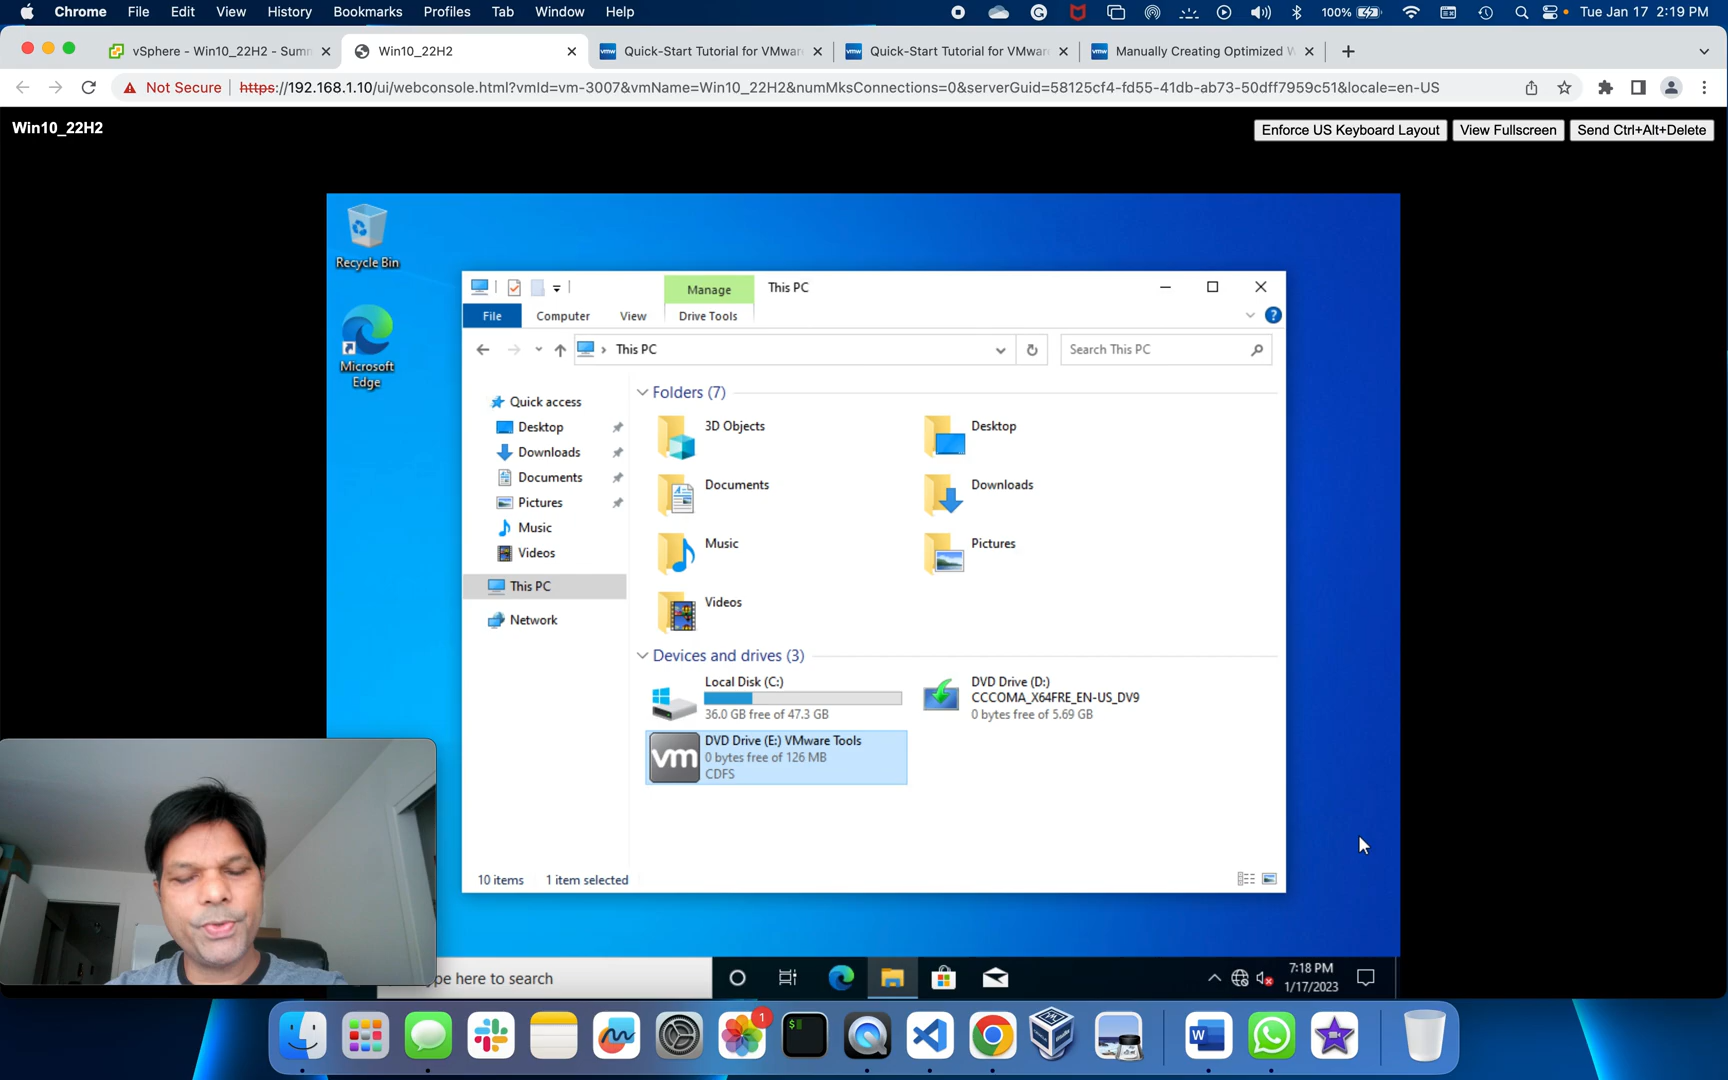 Chrome File Edit View History Bookmarks Profiles Tab Window Help 100% Tue Jan 17 2:19 PM
vSphere - Win10_22H2 - Summ Win10_22H2 Quick-Start Tutorial for VMwar Quick-Start Tutorial for VMwar Manually Creating Optimized
Not Secure https://192.168.1.10/ui/webconsole.html?vmId=vm-3007&vmName=Win10_22H2&numMksConnections=0&serverGuid=58125cf4-fd55-41db-ab73-50dff7959c51&locale=en-US
Win10_22H2 Enforce US Keyboard Layout View Fullscreen Send Ctrl+Alt+Delete
Recycle Bin
Microsoft
Edge
Manage This PC
File Computer View Drive Tools
This PC Search This PC
Quick access
Desktop
Downloads
Documents
Pictures
Music
Videos
This PC
Network
Folders (7)
3D Objects Desktop
Documents Downloads
Music Pictures
Videos
Devices and drives (3)
Local Disk (C:)
36.0 GB free of 47.3 GB
DVD Drive (D:)
CCCOMA_X64FRE_EN-US_DV9
0 bytes free of 5.69 GB
vm
DVD Drive (E:) VMware Tools
0 bytes free of 126 MB
CDFS
10 items 1 item selected
pe here to search
7:18 PM
1/17/2023
1